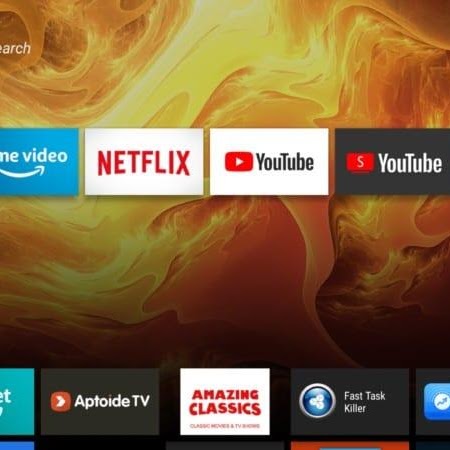 earch
me video
NETFLIX
YouTube
S YouTube
et
Aptoide TV
AMAZING
CLASSICS
CLASSIC MOVIES & TV SHOWS
Fast Task
Killer